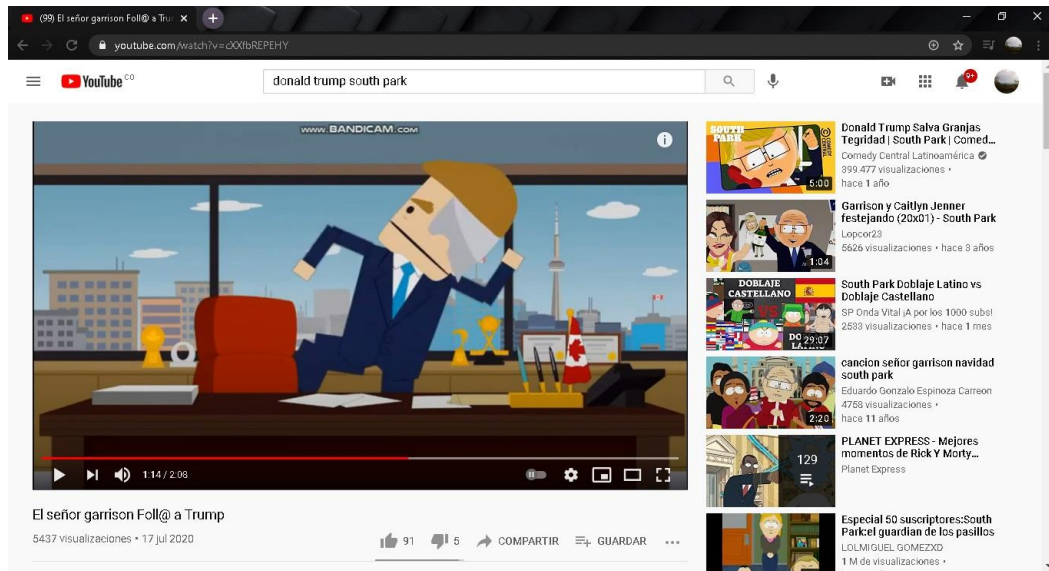 (99) El señor garrison Foll@ a Tru
youtube.com/watch?v=cXXfbREPEHY
YouTube CO
donald trump south park
9+
www.BANDICAM.com
1:14 / 2:08
El señor garrison Foll@ a Trump
5437 visualizaciones • 17 jul 2020
91
5
COMPARTIR
GUARDAR
SOUTH
PARK
5:00
Donald Trump Salva Granjas
Tegridad | South Park | Comed...
Comedy Central Latinoamérica
399.477 visualizaciones •
hace 1 año
1:04
Garrison y Caitlyn Jenner
festejando (20x01) - South Park
Lopcor23
5626 visualizaciones • hace 3 años
DOBLAJE
CASTELLANO
VS
29:07
South Park Doblaje Latino vs
Doblaje Castellano
SP Onda Vital ¡A por los 1000 subs!
2533 visualizaciones • hace 1 mes
2:20
cancion señor garrison navidad
south park
Eduardo Gonzalo Espinoza Carreon
4758 visualizaciones •
hace 11 años
129
PLANET EXPRESS - Mejores
momentos de Rick Y Morty...
Planet Express
Especial 50 suscriptores:South
Park:el guardian de los pasillos
LOLMIGUEL GOMEZXD
1 M de visualizaciones •